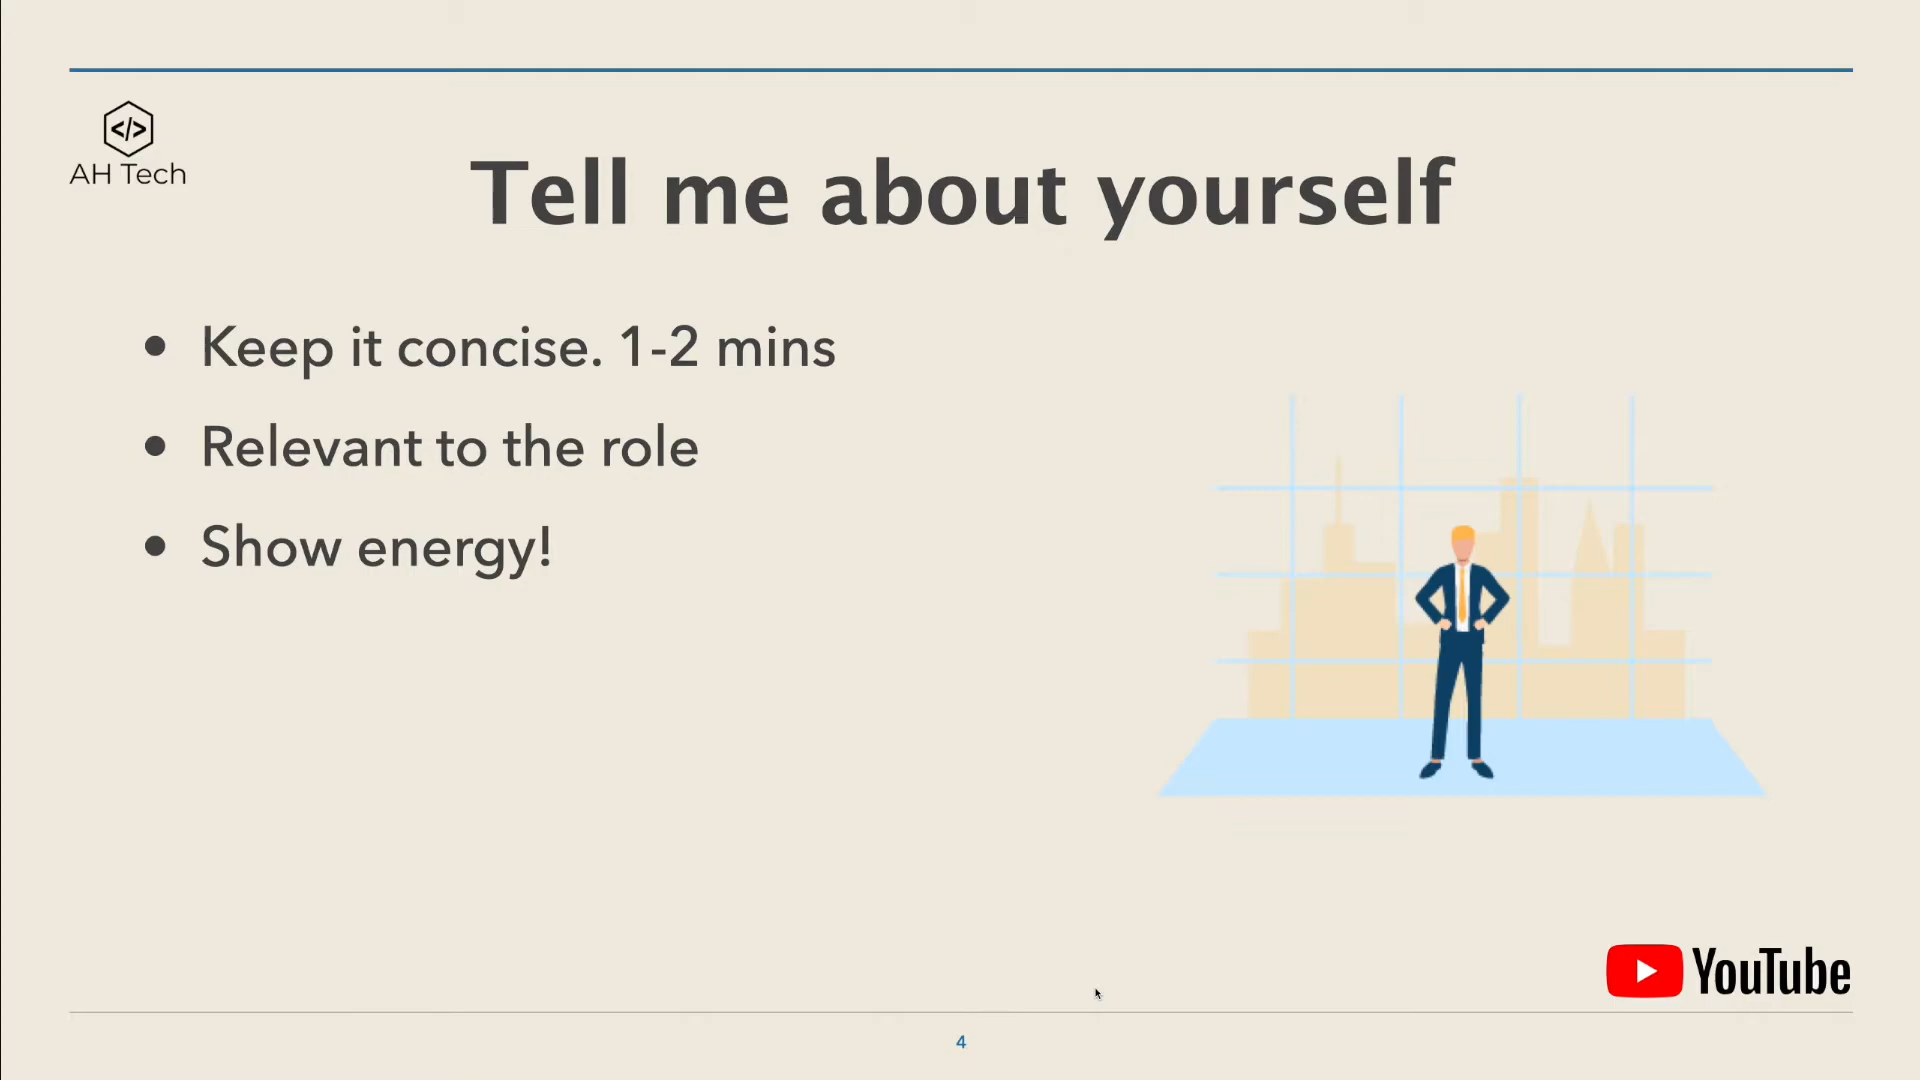 </>
AH Tech
Tell me about yourself
• Keep it concise. 1-2 mins
• Relevant to the role
• Show energy!
YouTube
4